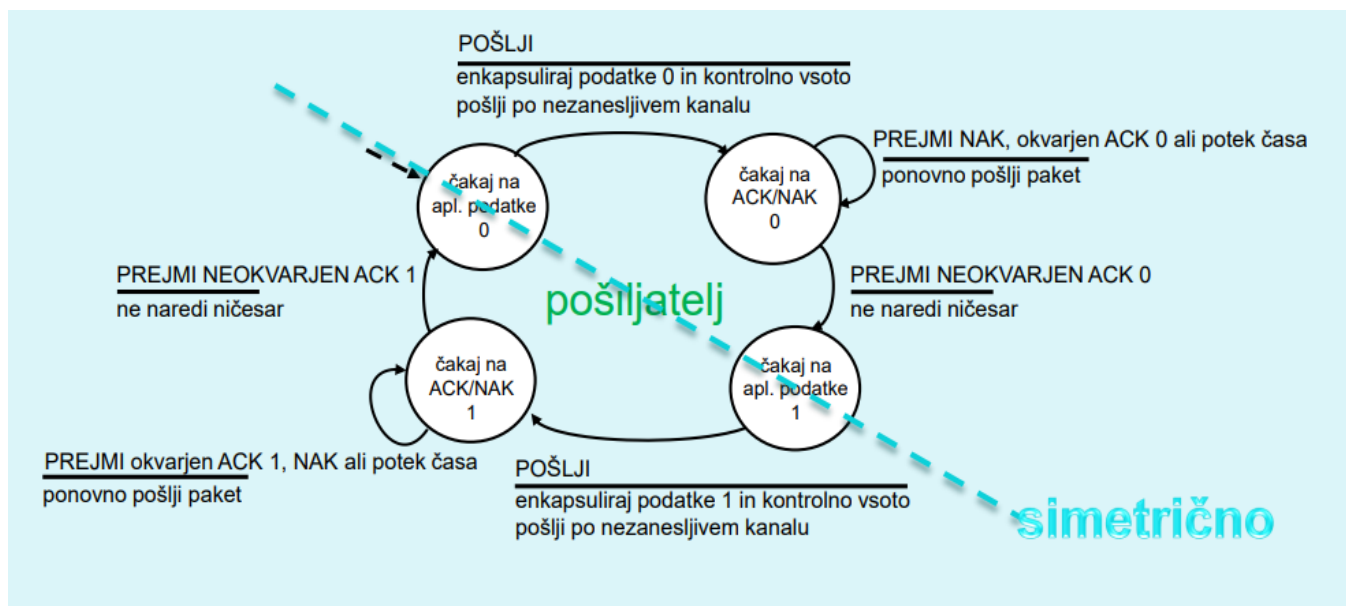 POŠLJI
enkapsuliraj podatke 0 in kontrolno vsoto
pošlji po nezanesljivem kanalu
čakaj na
apl. podatke
0
čakaj na
ACK/NAK
0
PREJMI NAK, okvarjen ACK 0 ali potek časa
ponovno pošlji paket
PREJMI NEOKVARJEN ACK 1
ne naredi ničesar
pošiljatelj
PREJMI NEOKVARJEN ACK 0
ne naredi ničesar
čakaj na
ACK/NAK
1
čakaj na
apl. podatke
1
PREJMI okvarjen ACK 1, NAK ali potek časa
ponovno pošlji paket
POŠLJI
enkapsuliraj podatke 1 in kontrolno vsoto
pošlji po nezanesljivem kanalu
simetrično